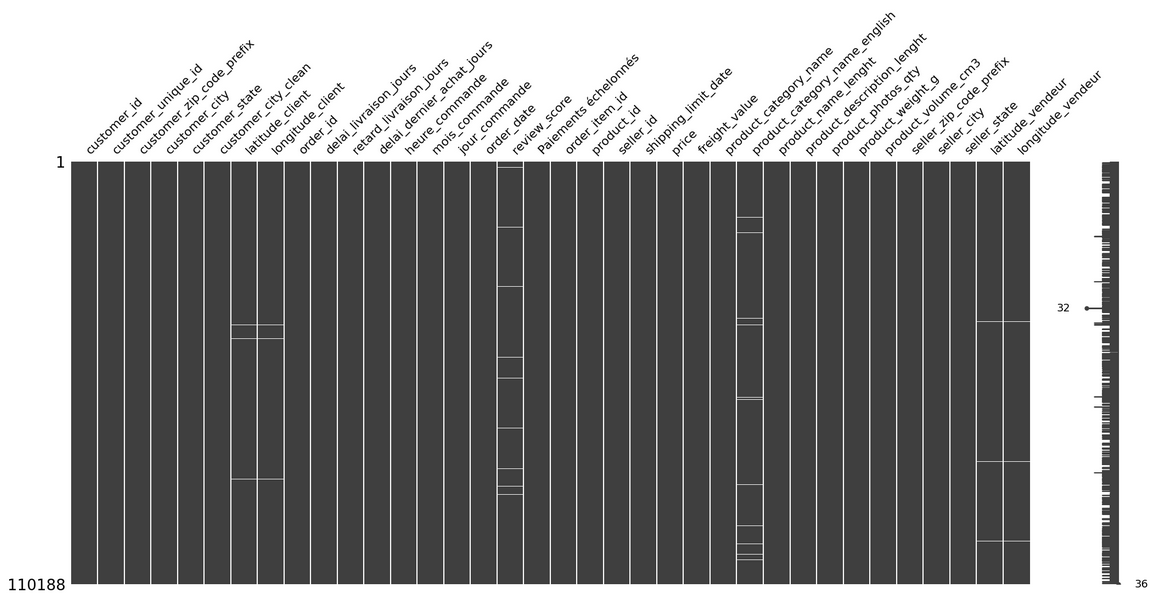 customer_id
customer_unique_id
customer_zip_code_prefix
customer_city
customer_state
customer_city_clean
latitude_client
longitude_client
order_id
delai_livraison_jours
retard_livraison_jours
delai_dernier_achat_jours
heure_commande
mois_commande
jour_commande
order_date
review_score
Paiements échelonnés
order_item_id
product_id
seller_id
shipping_limit_date
price
freight_value
product_category_name
product_category_name_english
product_name_lenght
product_description_lenght
product_photos_qty
product_weight_g
product_volume_cm3
seller_zip_code_prefix
seller_city
seller_state
latitude_vendeur
longitude_vendeur
1
32
110188
36